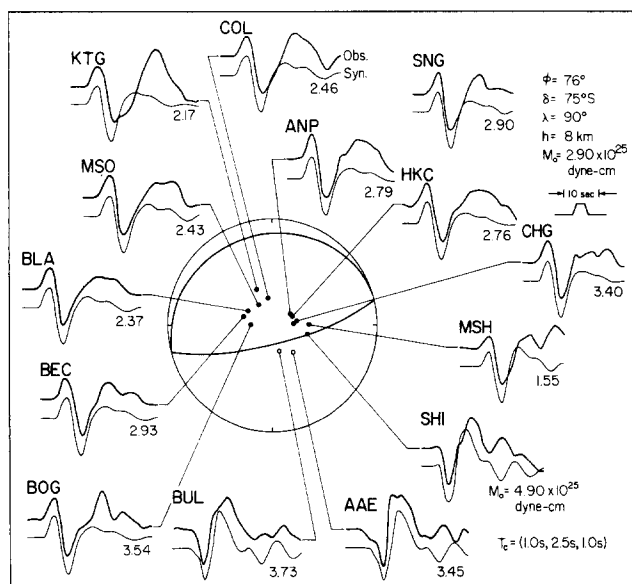 COL
Obs.
Syn.
2.46
KTG
2.17
SNG
2.90
φ = 76°
δ = 75°S
λ = 90°
h = 8 km
M₀ = 2.90 x10²⁵
dyne-cm
10 sec
ANP
2.79
MSO
2.43
HKC
2.76
CHG
3.40
BLA
2.37
MSH
1.55
BEC
2.93
SHI
M₀ = 4.90 x10²⁵
dyne-cm
BOG
3.54
BUL
3.73
AAE
3.45
T_c = (1.0s, 2.5s, 1.0s)